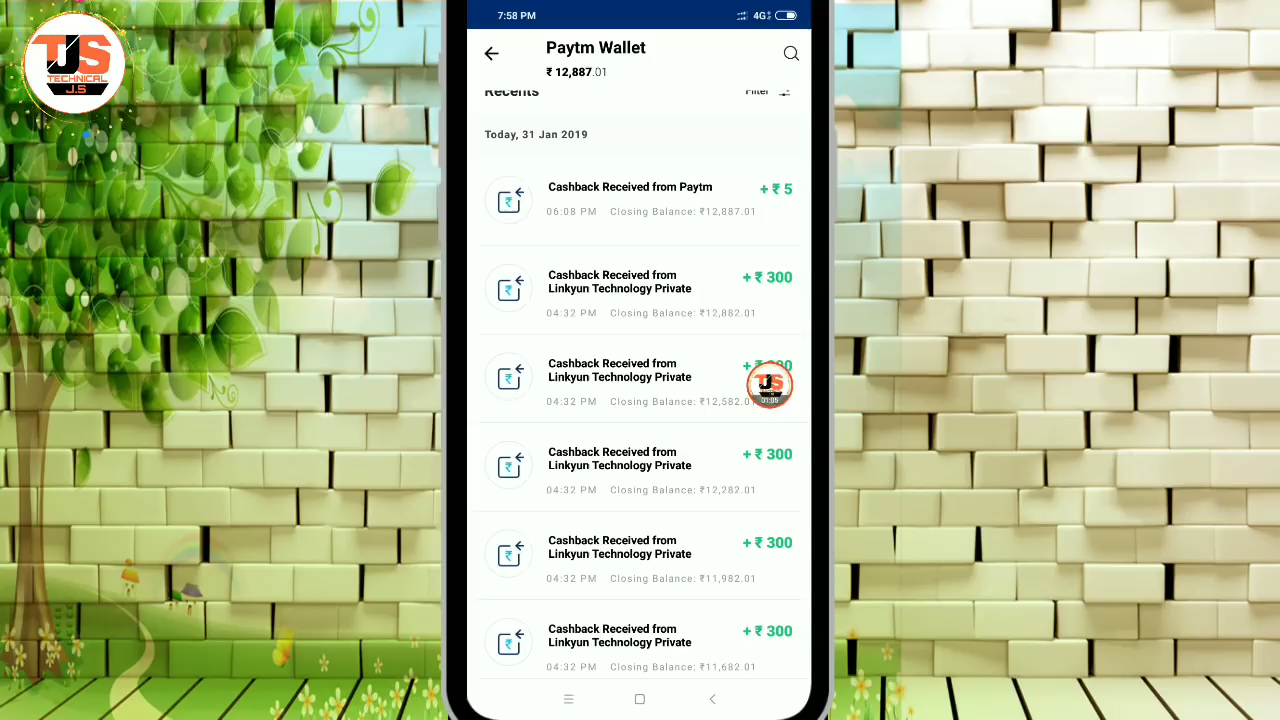 TJS
TECHNICAL
J.S
7:58 PM
4G
Paytm Wallet
₹ 12,887.01
Recents
Filter
Today, 31 Jan 2019
Cashback Received from Paytm
+ ₹ 5
06:08 PM Closing Balance: ₹12,887.01
Cashback Received from
Linkyun Technology Private
+ ₹ 300
04:32 PM Closing Balance: ₹12,882.01
Cashback Received from
Linkyun Technology Private
04:32 PM Closing Balance: ₹12,582.01
TJS
01:05
Cashback Received from
Linkyun Technology Private
+ ₹ 300
04:32 PM Closing Balance: ₹12,282.01
Cashback Received from
Linkyun Technology Private
+ ₹ 300
04:32 PM Closing Balance: ₹11,982.01
Cashback Received from
Linkyun Technology Private
+ ₹ 300
04:32 PM Closing Balance: ₹11,682.01